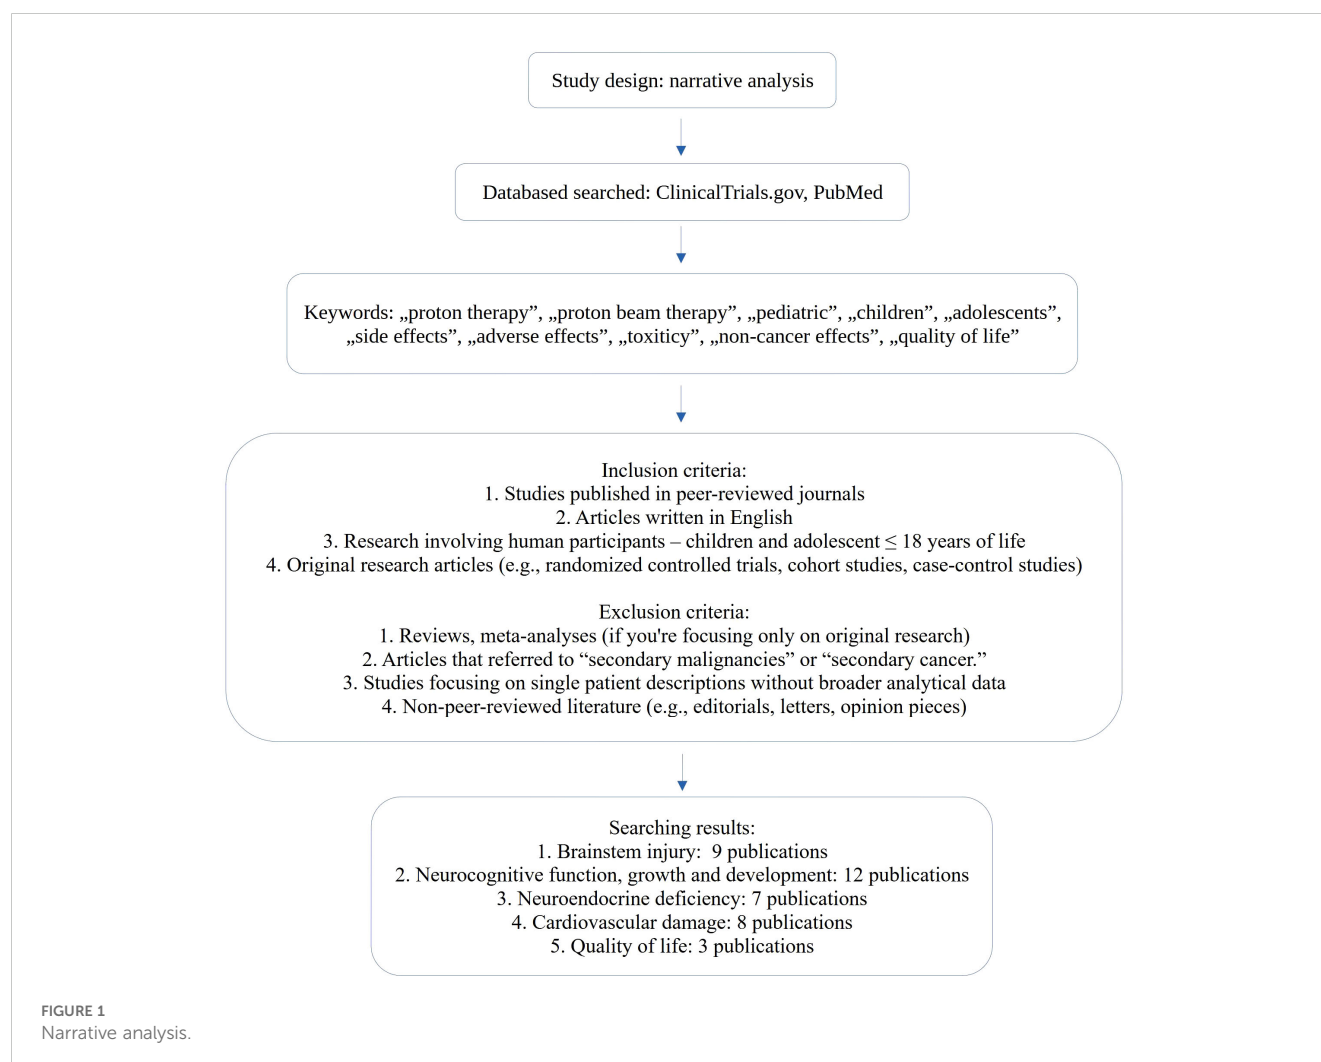 Study design: narrative analysis
Databased searched: ClinicalTrials.gov, PubMed
Keywords: „proton therapy”, „proton beam therapy”, „pediatric”, „children”, „adolescents”,
„side effects”, „adverse effects”, „toxiticy”, „non-cancer effects”, „quality of life”
Inclusion criteria:
1. Studies published in peer-reviewed journals
2. Articles written in English
3. Research involving human participants – children and adolescent ≤ 18 years of life
4. Original research articles (e.g., randomized controlled trials, cohort studies, case-control studies)
Exclusion criteria:
1. Reviews, meta-analyses (if you're focusing only on original research)
2. Articles that referred to “secondary malignancies” or “secondary cancer.”
3. Studies focusing on single patient descriptions without broader analytical data
4. Non-peer-reviewed literature (e.g., editorials, letters, opinion pieces)
Searching results:
1. Brainstem injury: 9 publications
2. Neurocognitive function, growth and development: 12 publications
3. Neuroendocrine deficiency: 7 publications
4. Cardiovascular damage: 8 publications
5. Quality of life: 3 publications
FIGURE 1
Narrative analysis.